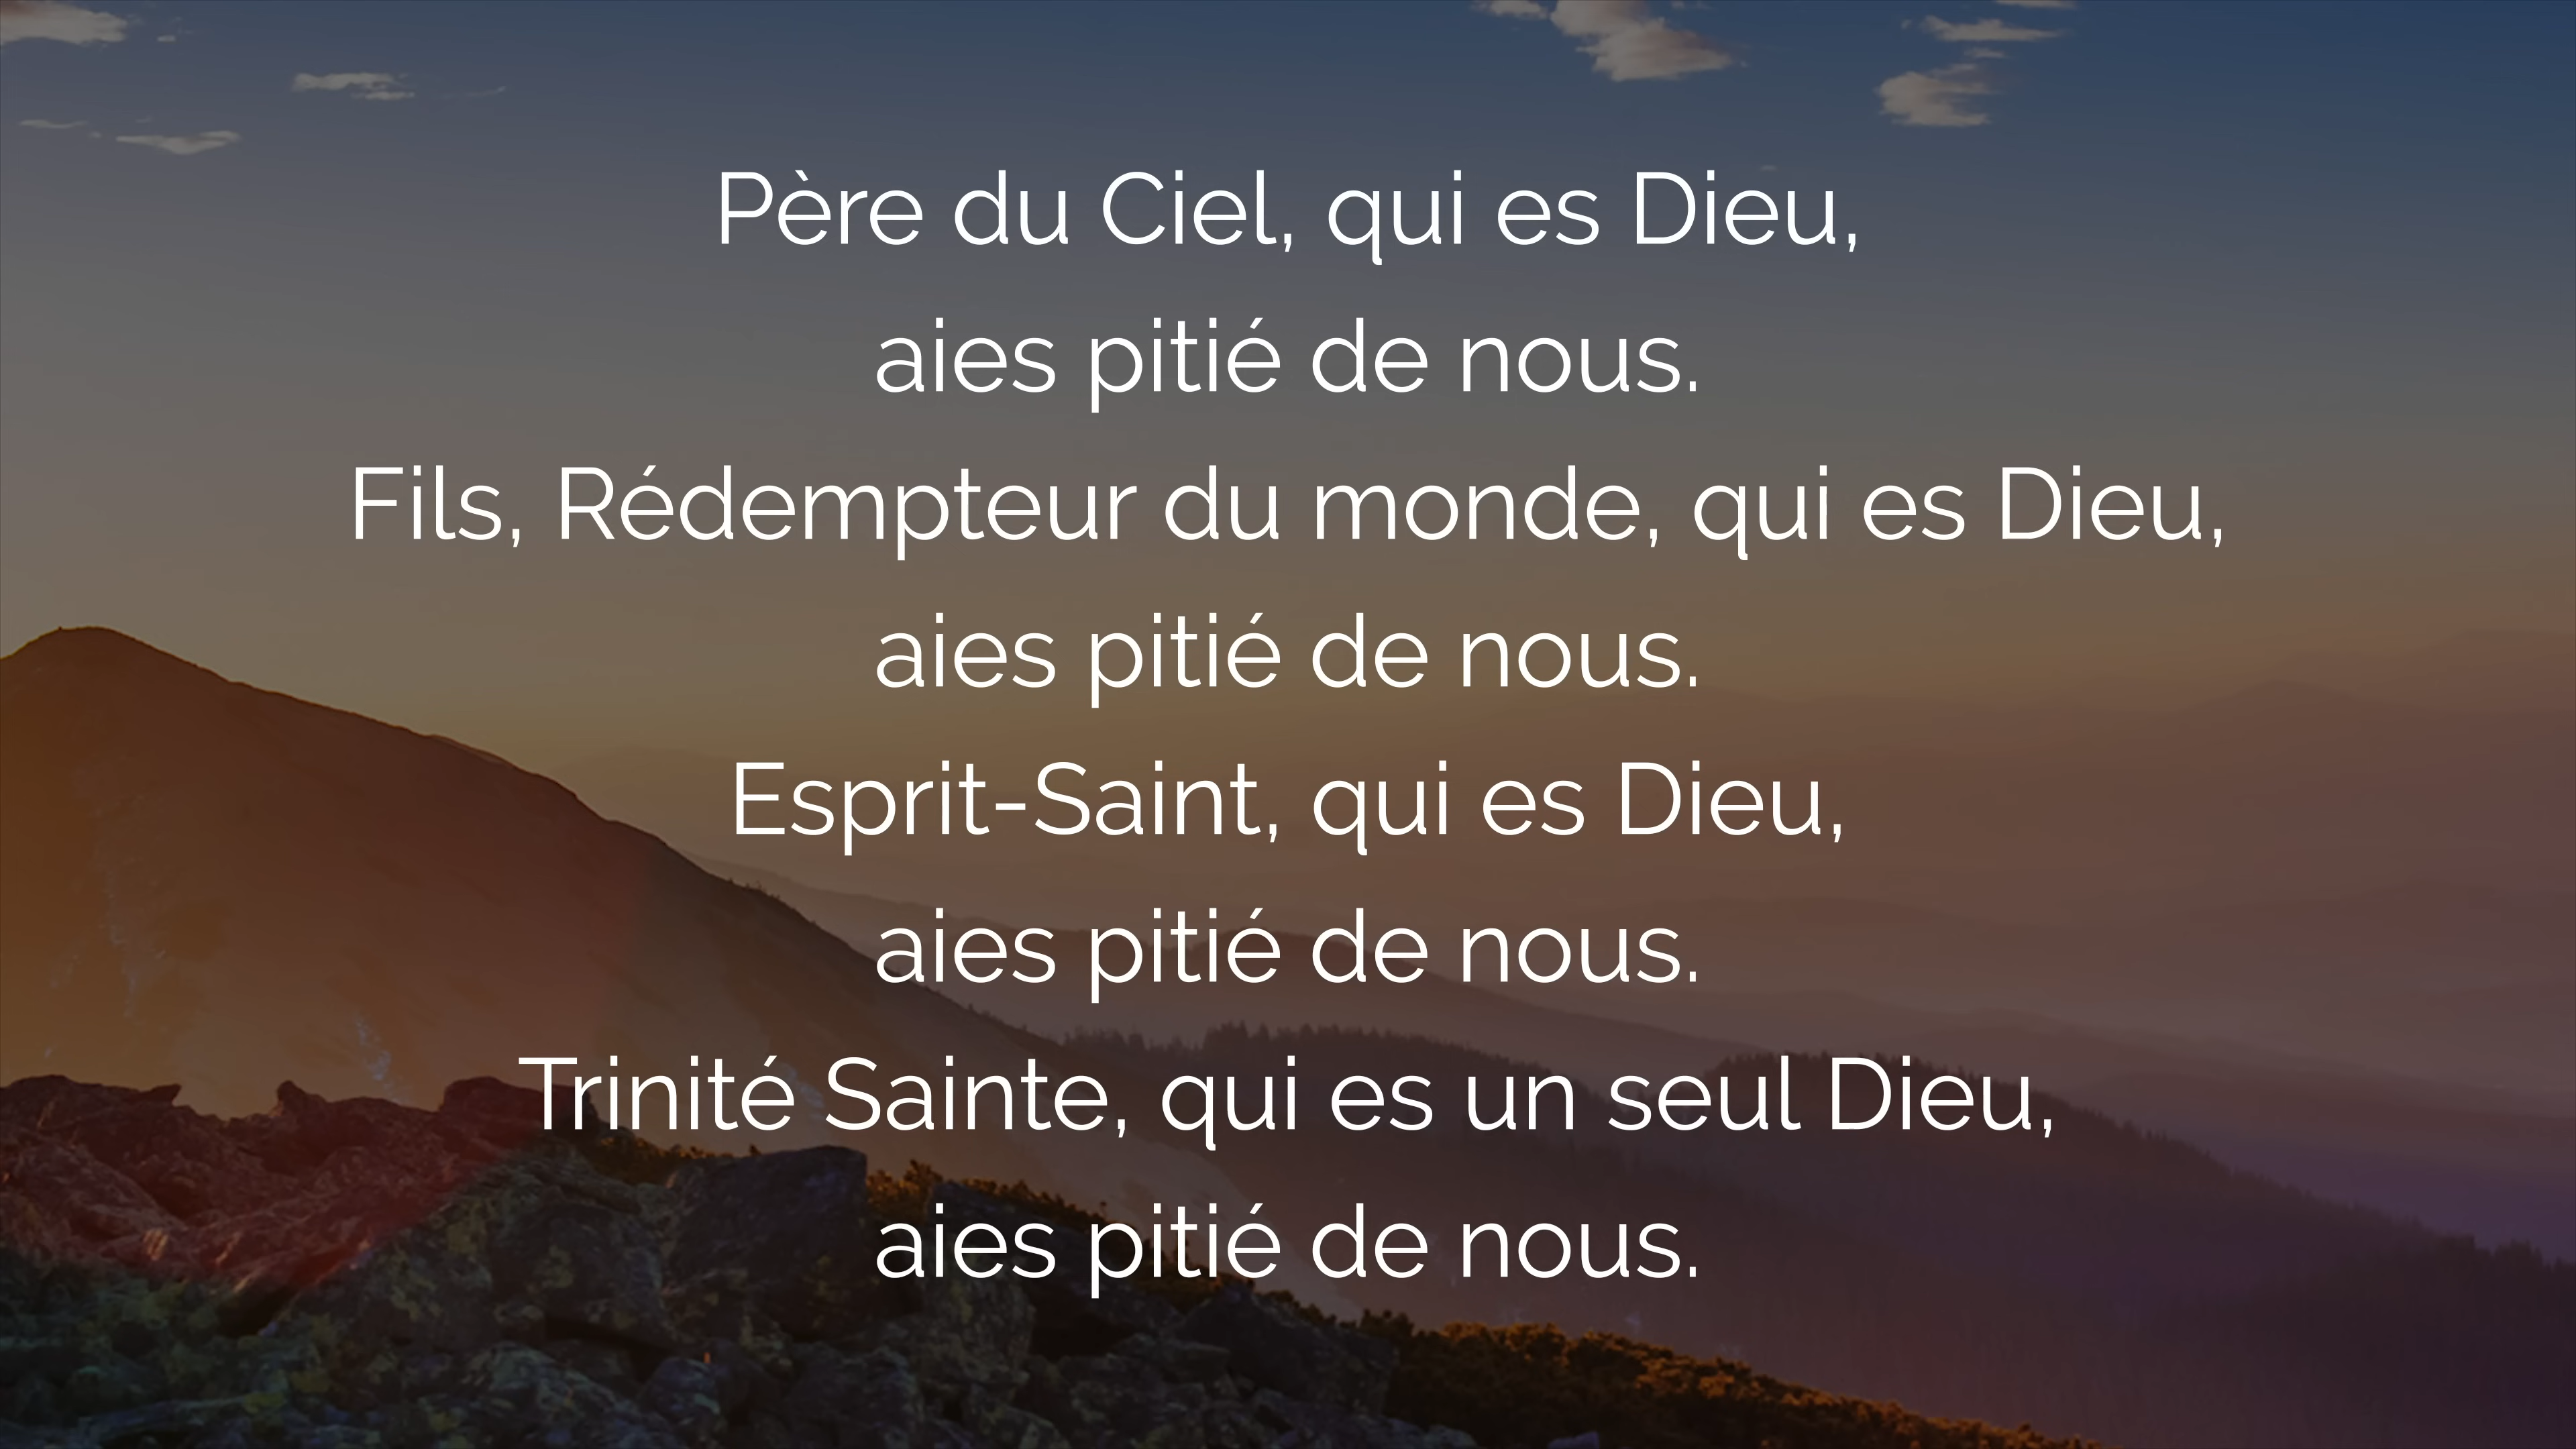 Père du Ciel, qui es Dieu,
aies pitié de nous.
Fils, Rédempteur du monde, qui es Dieu,
aies pitié de nous.
Esprit-Saint, qui es Dieu,
aies pitié de nous.
Trinité Sainte, qui es un seul Dieu,
aies pitié de nous.